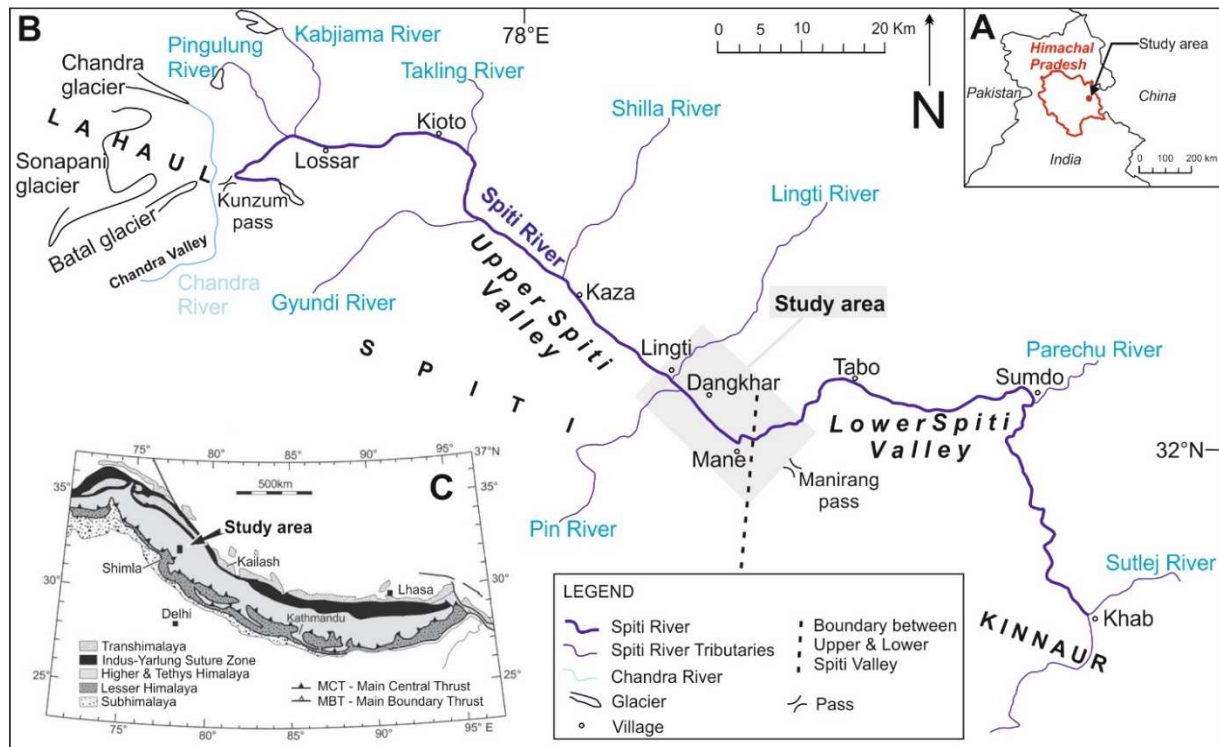 B
Pingulung
River
Kabjiama River
Chandra
glacier
Takling River
78°E
0 5 10 20 Km
N
Shilla River
Kioto
Lossar
LAHAUL
Sonapani
glacier
Kunzum
pass
Batal glacier
Chandra Valley
Chandra
River
Gyundi River
Spiti River
Upper Spiti
Valley
Lingti River
Kaza
SPITI
Study area
Lingti
Dangkhar
Tabo
Sumdo
Parechu River
Lower Spiti
Valley
Mane
Manirang
pass
32°N
Pin River
Sutlej River
Khab
KINNAUR
A
Himachal
Pradesh
Study area
Pakistan
China
India
0 100 200 km
75° 80° 85° 90° 95° 37°N
35° 35°
500km
C
Study area
Shimla
Kailash
30° 30°
Lhasa
Delhi
Kathmandu
Transhimalaya
Indus-Yarlung Suture Zone
Higher & Tethys Himalaya
Lesser Himalaya
Subhimalaya
MCT - Main Central Thrust
MBT - Main Boundary Thrust
25° 25°
75° 80° 85° 90° 95°E
LEGEND
Spiti River
Spiti River Tributaries
Chandra River
Glacier
Village
Boundary between
Upper & Lower
Spiti Valley
Pass